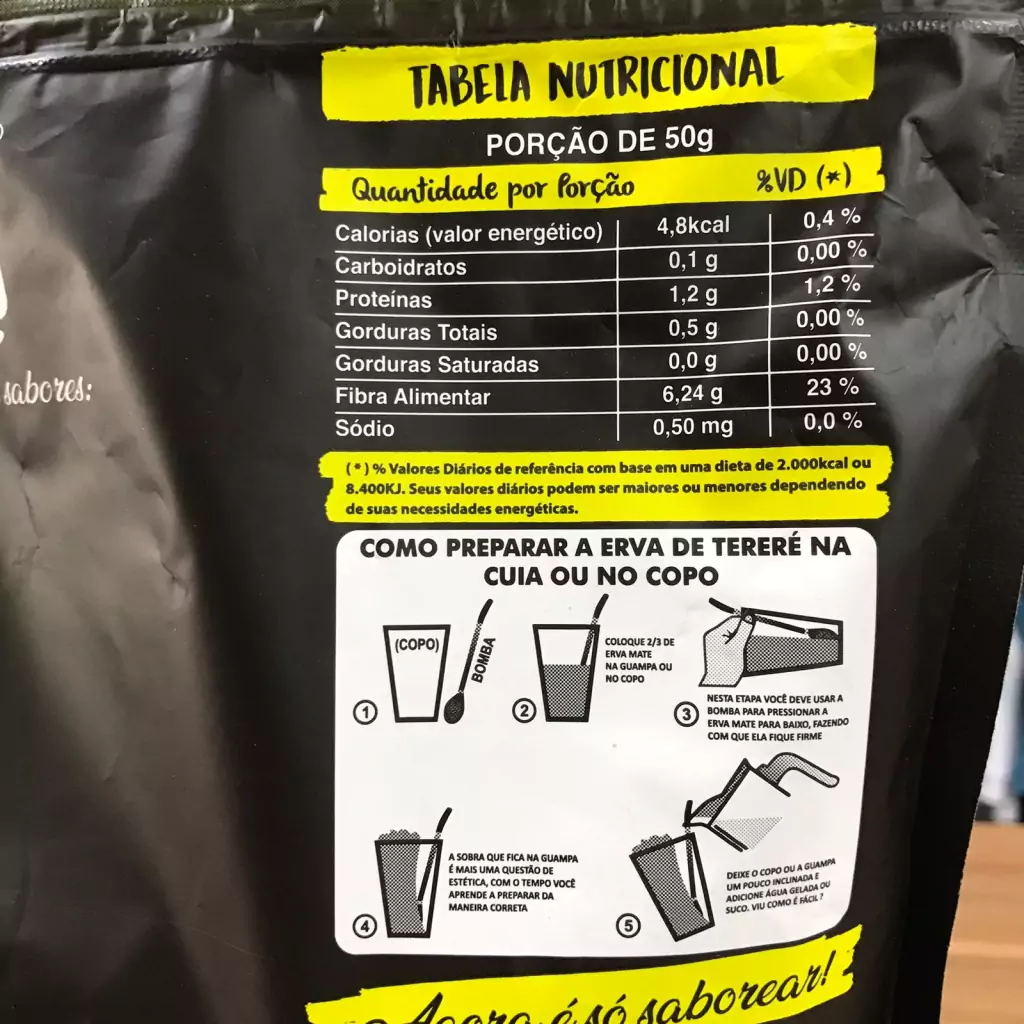 TABELA NUTRICIONAL
PORÇÃO DE 50g
Quantidade por Porção %VD (*)
Calorias (valor energético) 4,8kcal 0,4 %
Carboidratos 0,1 g 0,00 %
Proteínas 1,2 g 1,2 %
Gorduras Totais 0,5 g 0,00 %
Gorduras Saturadas 0,0 g 0,00 %
Fibra Alimentar 6,24 g 23 %
Sódio 0,50 mg 0,0 %
sabores:
(*) % Valores Diários de referência com base em uma dieta de 2.000kcal ou
8.400KJ. Seus valores diários podem ser maiores ou menores dependendo
de suas necessidades energéticas.
COMO PREPARAR A ERVA DE TERERÉ NA
CUIA OU NO COPO
(COPO)
BOMBA
1
COLOQUE 2/3 DE
ERVA MATE
NA GUAMPA OU
NO COPO
2
NESTA ETAPA VOCÊ DEVE USAR A
BOMBA PARA PRESSIONAR A
ERVA MATE PARA BAIXO, FAZENDO
COM QUE ELA FIQUE FIRME
3
A SOBRA QUE FICA NA GUAMPA
É MAIS UMA QUESTÃO DE
ESTÉTICA, COM O TEMPO VOCÊ
APRENDE A PREPARAR DA
MANEIRA CORRETA
4
DEIXE O COPO OU A GUAMPA
UM POUCO INCLINADA E
ADICIONE ÁGUA GELADA OU
SUCO. VIU COMO É FÁCIL ?
5
Agora é só saborear!